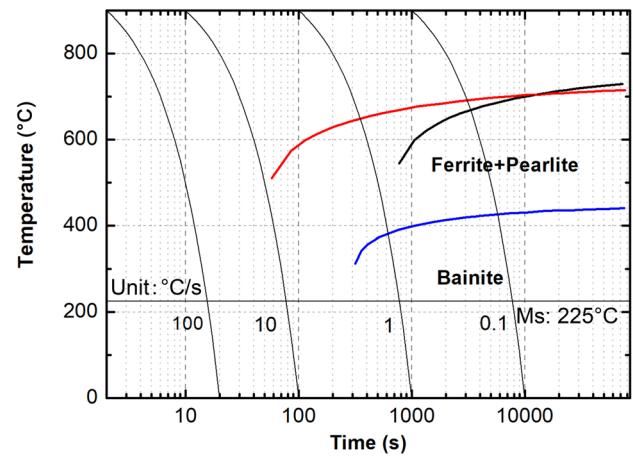 800
600
400
200
0
Temperature (°C)
Ferrite+Pearlite
Bainite
Unit: °C/s
Ms: 225°C
100
10
1
0.1
10
100
1000
10000
Time (s)